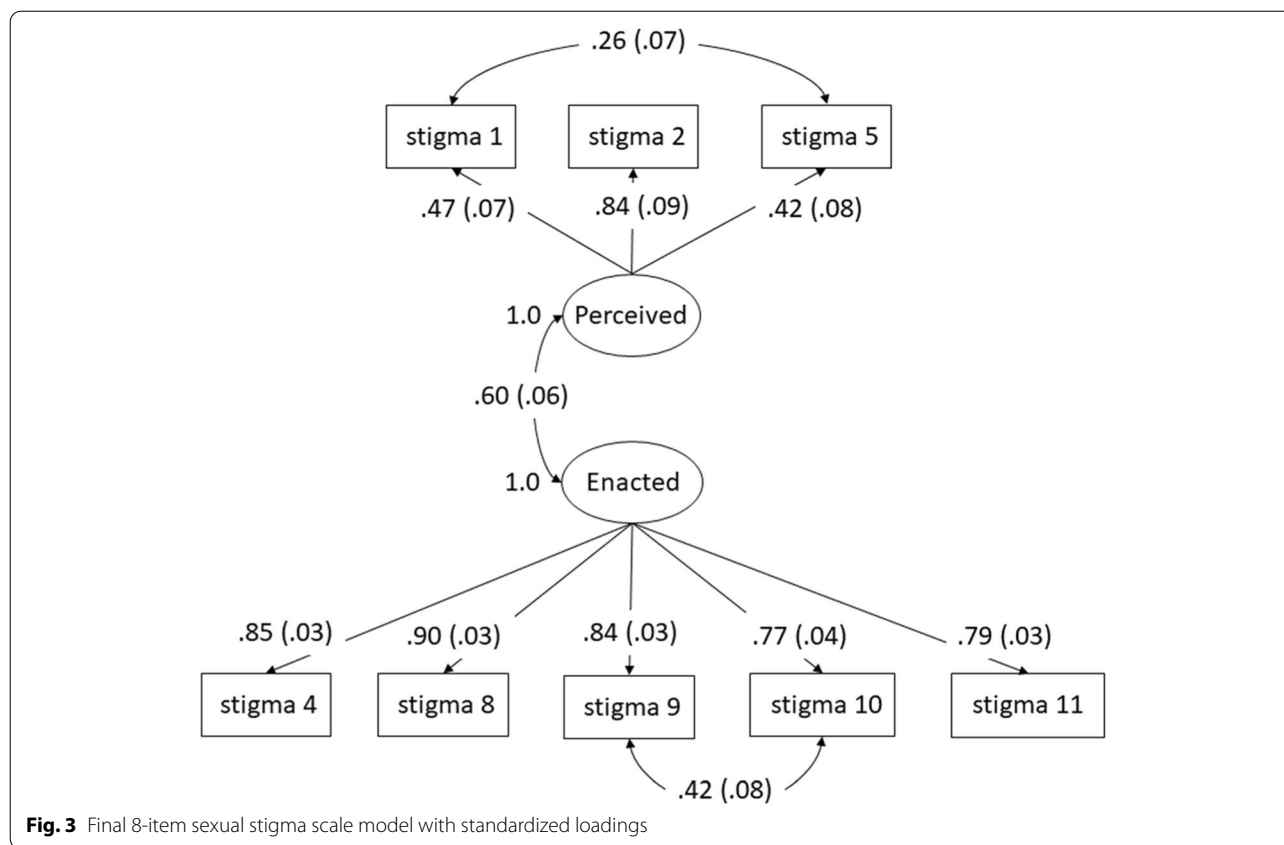 .26 (.07)
stigma 1 stigma 2 stigma 5
.47 (.07) .84 (.09) .42 (.08)
1.0 Perceived
.60 (.06)
1.0 Enacted
.85 (.03) .90 (.03) .84 (.03) .77 (.04) .79 (.03)
stigma 4 stigma 8 stigma 9 stigma 10 stigma 11
.42 (.08)
Fig. 3 Final 8-item sexual stigma scale model with standardized loadings